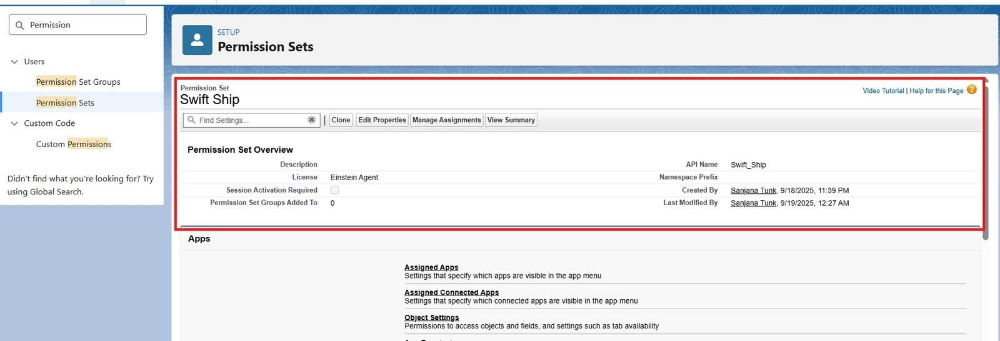 Permission
Users
Permission Set Groups
Permission Sets
Custom Code
Custom Permissions
Didn't find what you're looking for? Try
using Global Search.
SETUP
Permission Sets
Permission Set
Swift Ship
Video Tutorial | Help for this Page ?
Find Settings... | Clone Edit Properties Manage Assignments View Summary
Permission Set Overview
Description API Name Swift_Ship
License Einstein Agent Namespace Prefix
Session Activation Required Created By Sanjana Tunk, 9/18/2025, 11:39 PM
Permission Set Groups Added To 0 Last Modified By Sanjana Tunk, 9/19/2025, 12:27 AM
Apps
Assigned Apps
Settings that specify which apps are visible in the app menu
Assigned Connected Apps
Settings that specify which connected apps are visible in the app menu
Object Settings
Permissions to access objects and fields, and settings such as tab availability